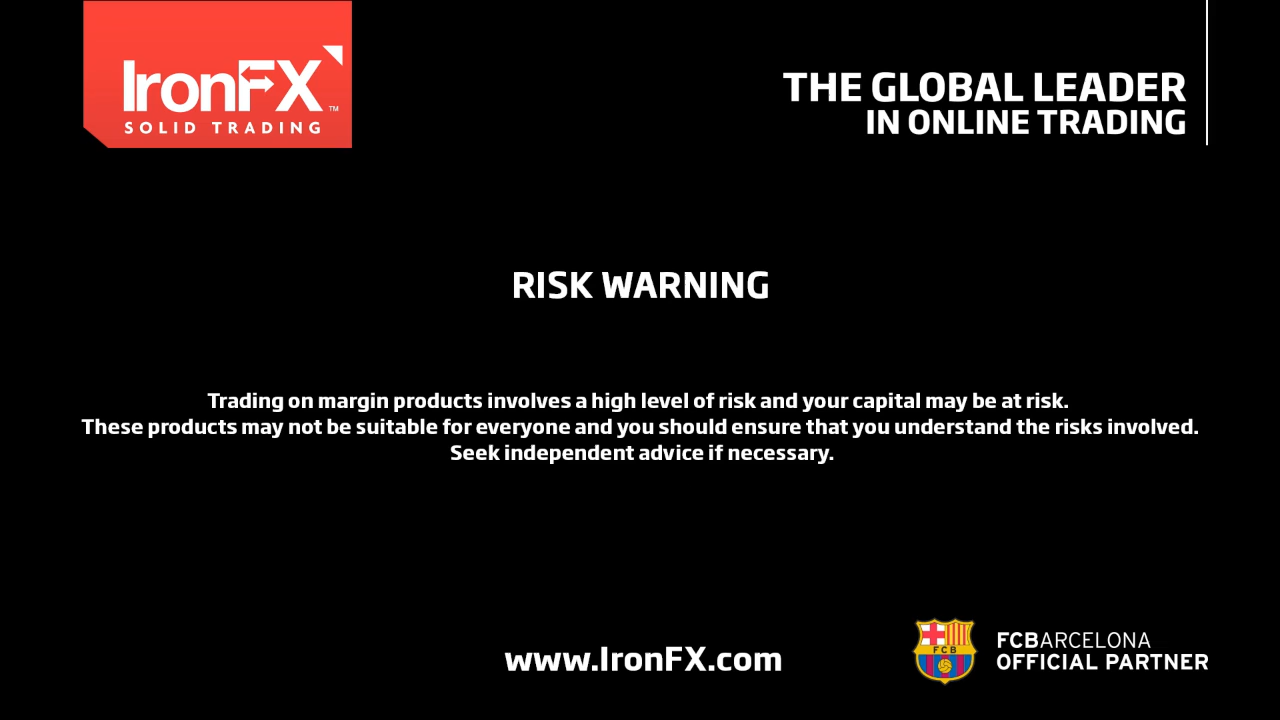 IronFX™
SOLID TRADING
THE GLOBAL LEADER
IN ONLINE TRADING
RISK WARNING
Trading on margin products involves a high level of risk and your capital may be at risk.
These products may not be suitable for everyone and you should ensure that you understand the risks involved.
Seek independent advice if necessary.
www.IronFX.com
FCB
FCBARCELONA
OFFICIAL PARTNER